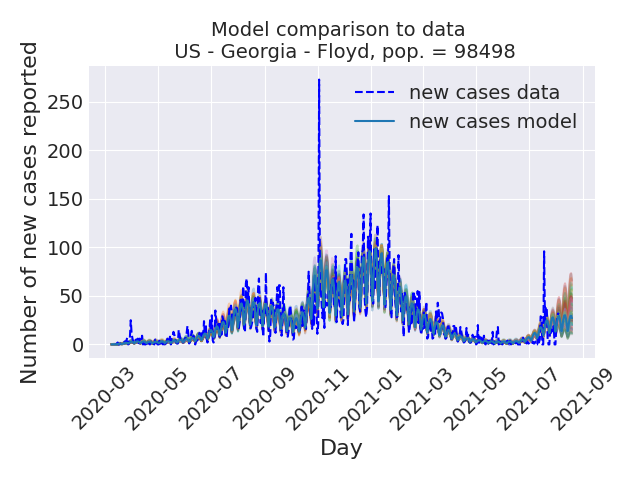 Model comparison to data
US - Georgia - Floyd, pop. = 98498
new cases data
new cases model
Number of new cases reported
250
200
150
100
50
0
2020-03
2020-05
2020-07
2020-09
2020-11
2021-01
2021-03
2021-05
2021-07
2021-09
Day